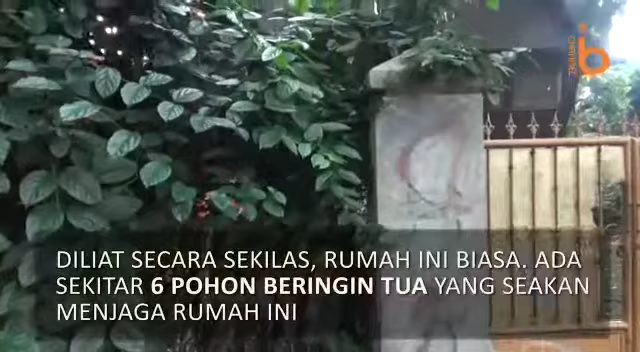 DILIAT SECARA SEKILAS, RUMAH INI BIASA. ADA
SEKITAR 6 POHON BERINGIN TUA YANG SEAKAN
MENJAGA RUMAH INI